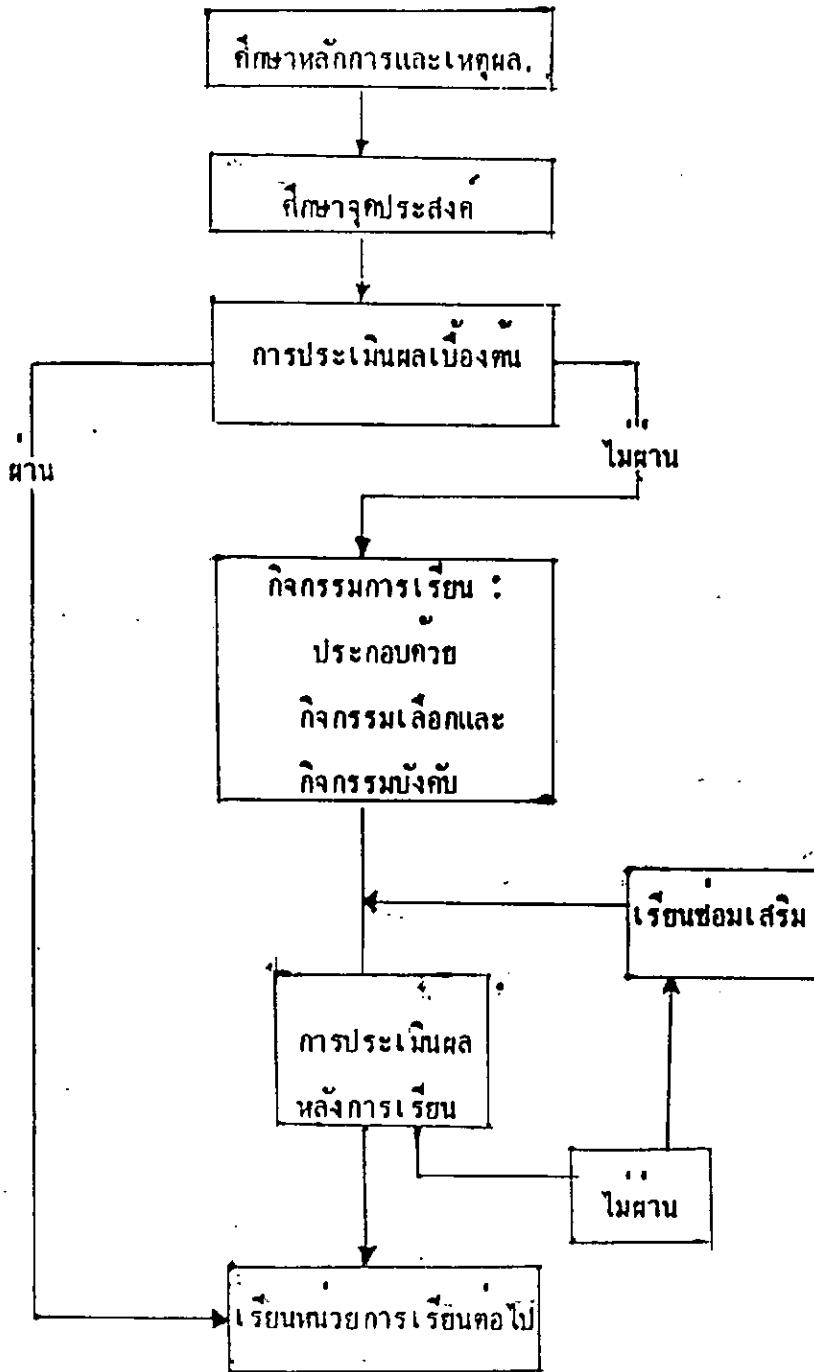 ศึกษาหลักการและเหตุผล.
ศึกษาจุดประสงค์
การประเมินผลเบื้องต้น
ผ่าน
ไม่ผ่าน
กิจกรรมการเรียน :
ประกอบด้วย
กิจกรรมเลือกและ
กิจกรรมบังคับ
เรียนซ่อมเสริม
การประเมินผล
หลังการเรียน
ไม่ผ่าน
เรียนหน่วยการเรียนต่อไป